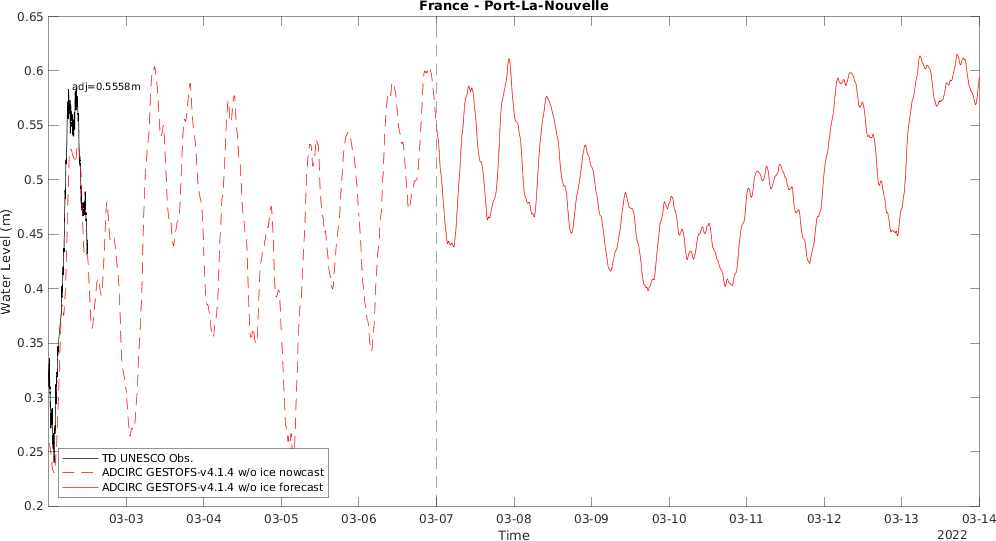 France - Port-La-Nouvelle
0.65
0.6
0.55
0.5
0.45
0.4
0.35
0.3
0.25
0.2
Water Level (m)
adj=0.5558m
TD UNESCO Obs.
ADCIRC GESTOFS-v4.1.4 w/o ice nowcast
ADCIRC GESTOFS-v4.1.4 w/o ice forecast
03-03 03-04 03-05 03-06 03-07 03-08 03-09 03-10 03-11 03-12 03-13 03-14
Time
2022